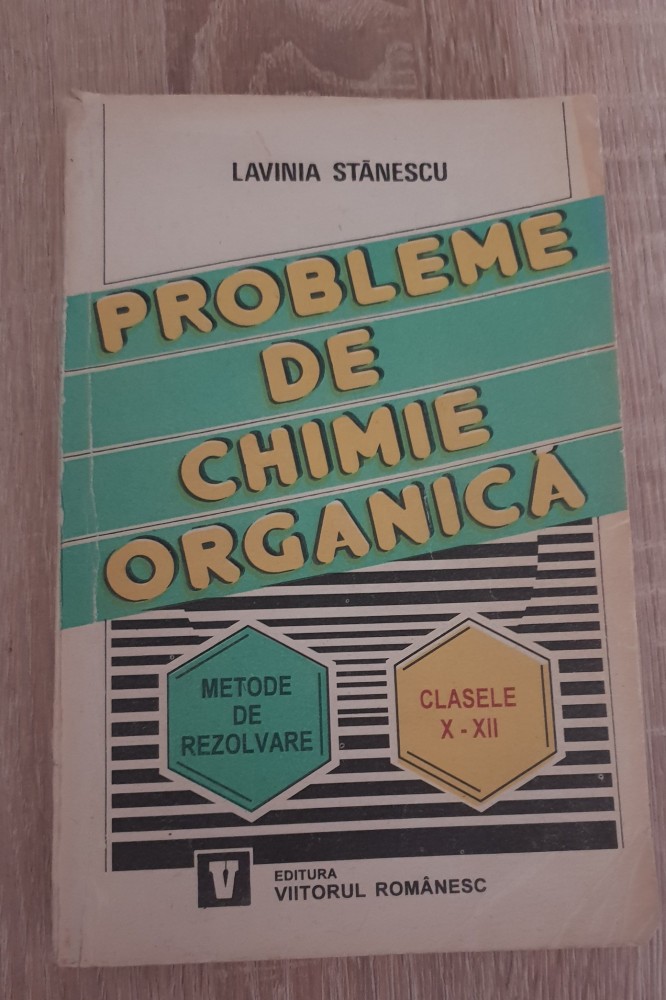 LAVINIA STĂNESCU
PROBLEME
DE
CHIMIE
ORGANICĂ
METODE
DE
REZOLVARE
CLASELE
X - XII
V
EDITURA
VIITORUL ROMÂNESC